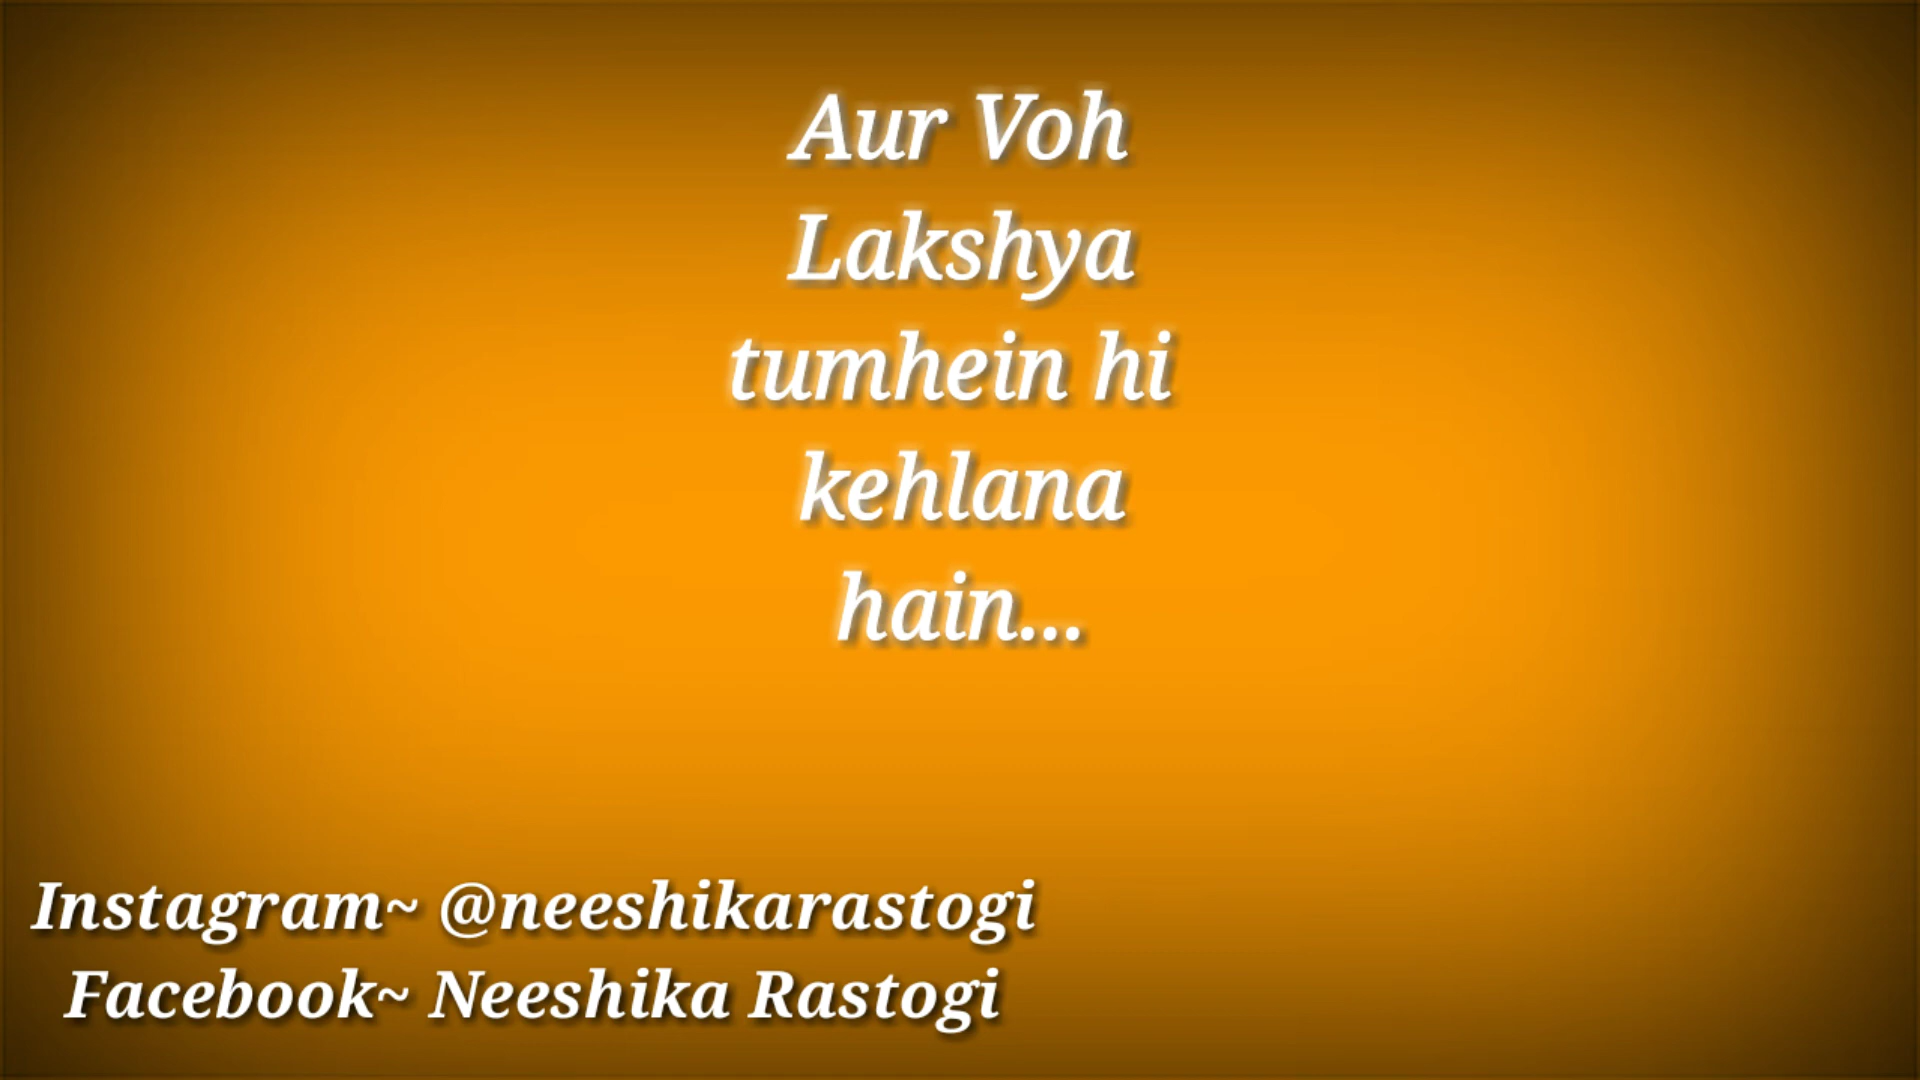 Aur Voh
Lakshya
tumhein hi
kehlana
hain...
Instagram~ @neeshikarastogi
Facebook~ Neeshika Rastogi